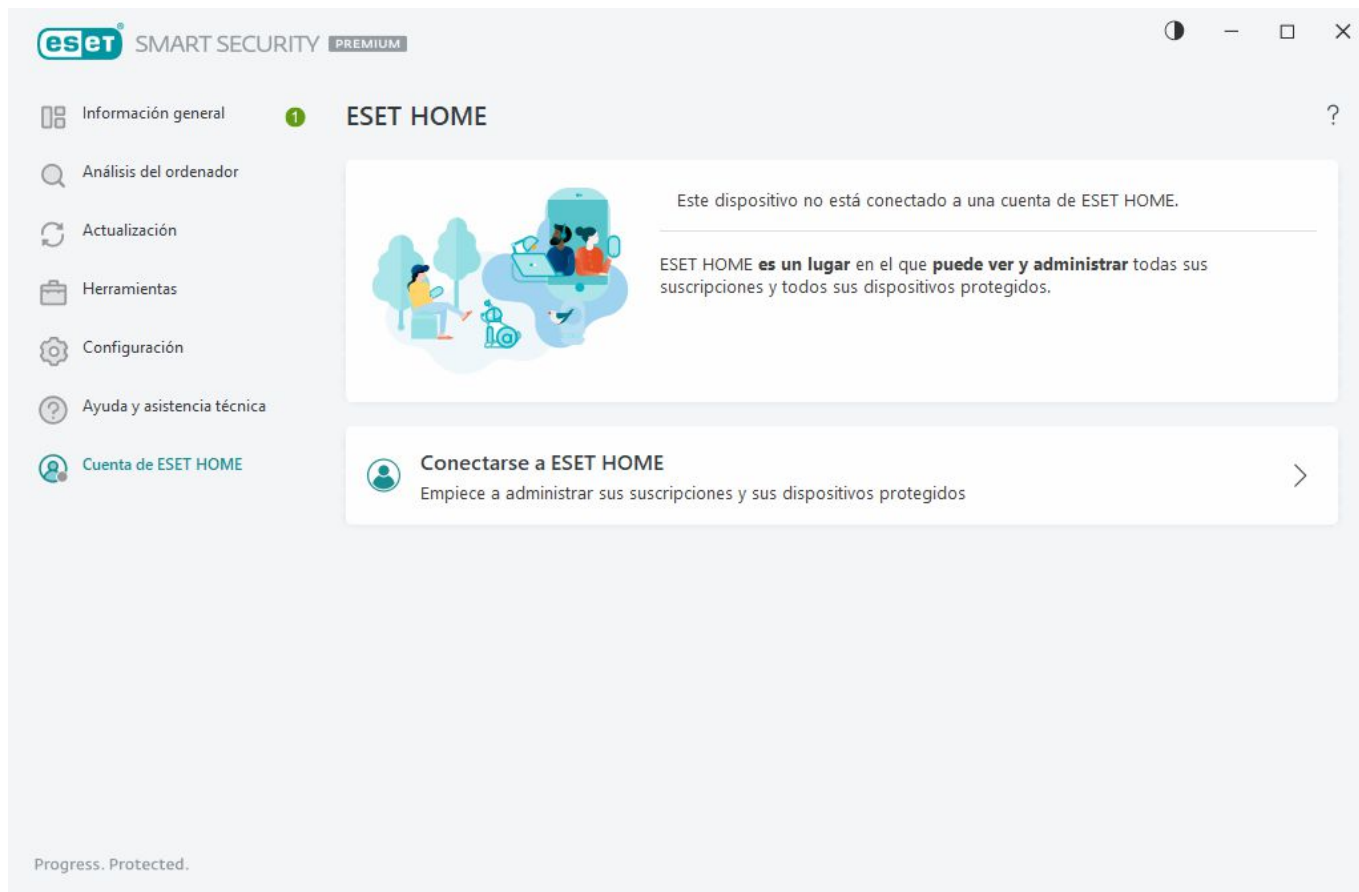 eset® SMART SECURITY PREMIUM
Información general 1
Análisis del ordenador
Actualización
Herramientas
Configuración
Ayuda y asistencia técnica
Cuenta de ESET HOME
ESET HOME ?
Este dispositivo no está conectado a una cuenta de ESET HOME.
ESET HOME es un lugar en el que puede ver y administrar todas sus
suscripciones y todos sus dispositivos protegidos.
Conectarse a ESET HOME
Empiece a administrar sus suscripciones y sus dispositivos protegidos
Progress. Protected.